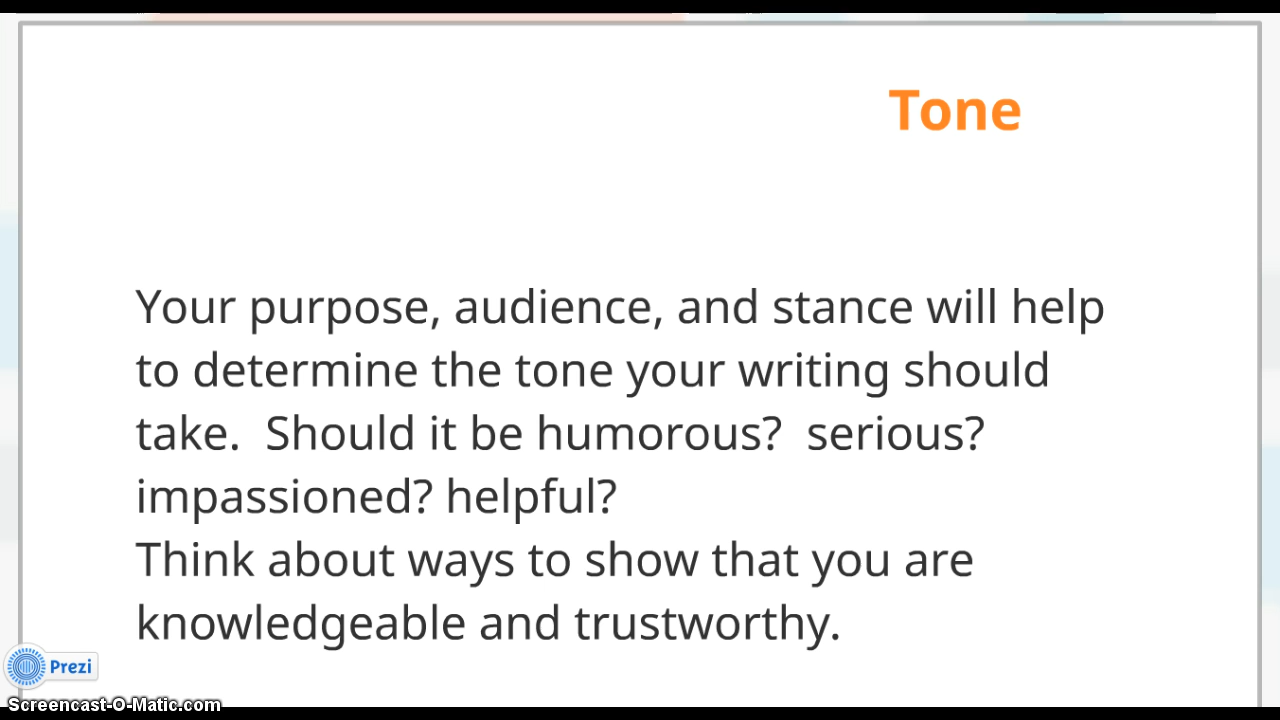 Tone
Your purpose, audience, and stance will help
to determine the tone your writing should
take.  Should it be humorous?  serious?
impassioned? helpful?
Think about ways to show that you are
knowledgeable and trustworthy.
Prezi
Screencast-O-Matic.com